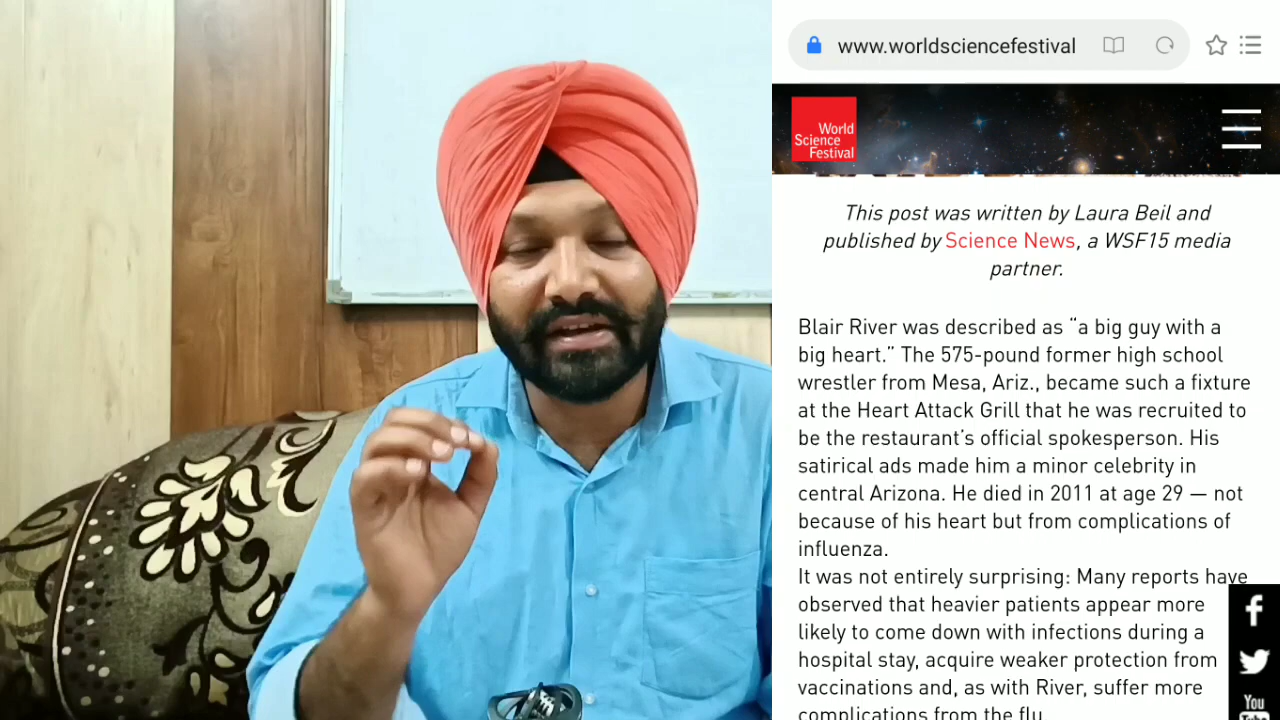 www.worldsciencefestival
World
Science
Festival
This post was written by Laura Beil and
published by Science News, a WSF15 media
partner.
Blair River was described as “a big guy with a
big heart.” The 575-pound former high school
wrestler from Mesa, Ariz., became such a fixture
at the Heart Attack Grill that he was recruited to
be the restaurant’s official spokesperson. His
satirical ads made him a minor celebrity in
central Arizona. He died in 2011 at age 29 — not
because of his heart but from complications of
influenza.
It was not entirely surprising: Many reports have
observed that heavier patients appear more
likely to come down with infections during a
hospital stay, acquire weaker protection from
vaccinations and, as with River, suffer more
complications from the flu
You